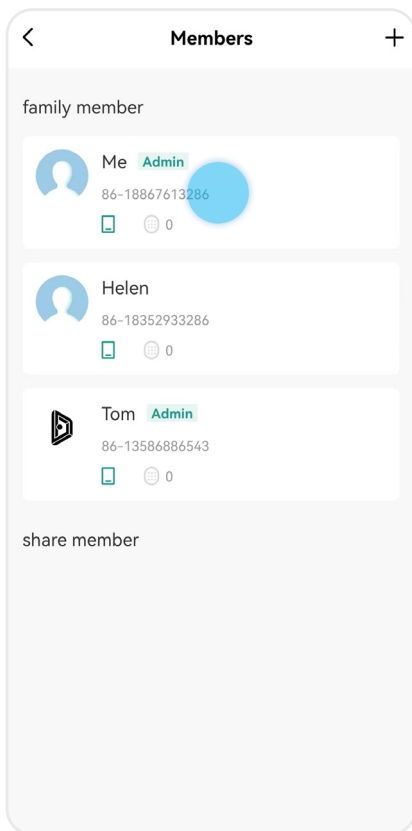 Members
family member
Me Admin
86-18867613286
0
Helen
86-18352933286
0
Tom Admin
86-13586886543
0
share member